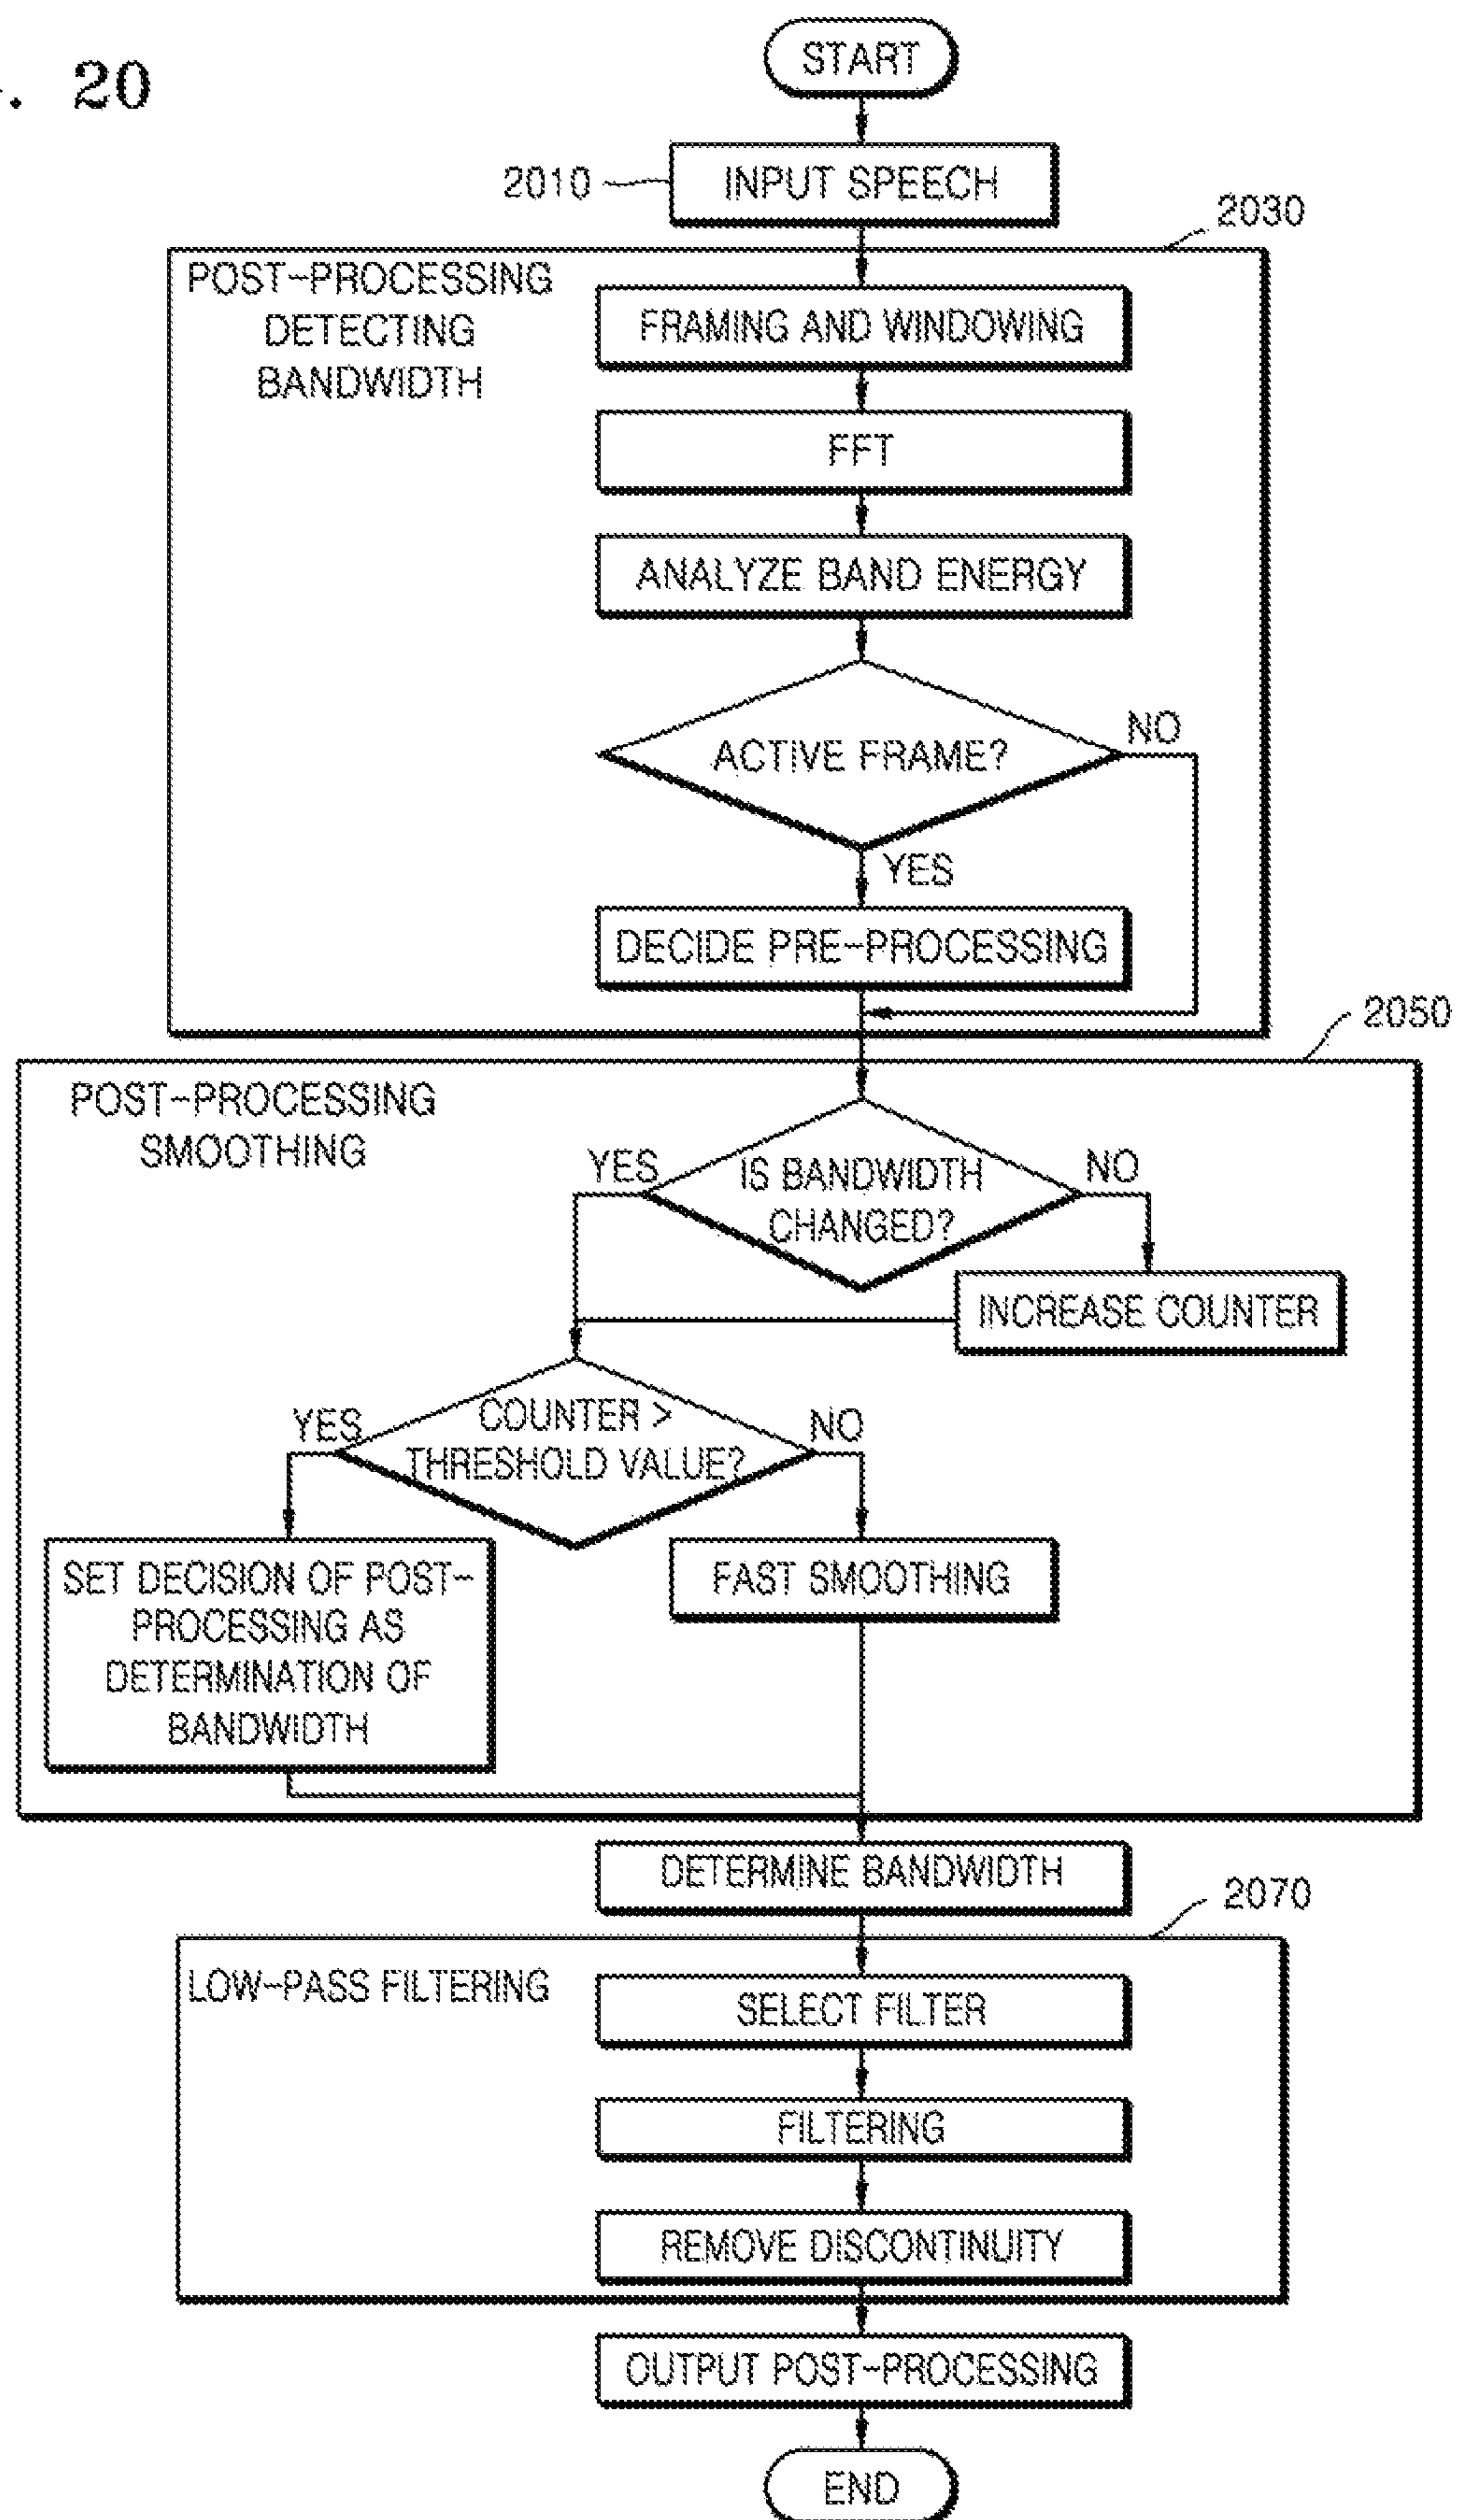 . 20
START
2010
INPUT SPEECH
2030
POST-PROCESSING
DETECTING
BANDWIDTH
FRAMING AND WINDOWING
FFT
ANALYZE BAND ENERGY
ACTIVE FRAME?
NO
YES
DECIDE PRE-PROCESSING
2050
POST-PROCESSING
SMOOTHING
YES
IS BANDWIDTH
CHANGED?
NO
INCREASE COUNTER
YES
COUNTER >
THRESHOLD VALUE?
NO
SET DECISION OF POST-
PROCESSING AS
DETERMINATION OF
BANDWIDTH
FAST SMOOTHING
DETERMINE BANDWIDTH
2070
LOW-PASS FILTERING
SELECT FILTER
FILTERING
REMOVE DISCONTINUITY
OUTPUT POST-PROCESSING
END